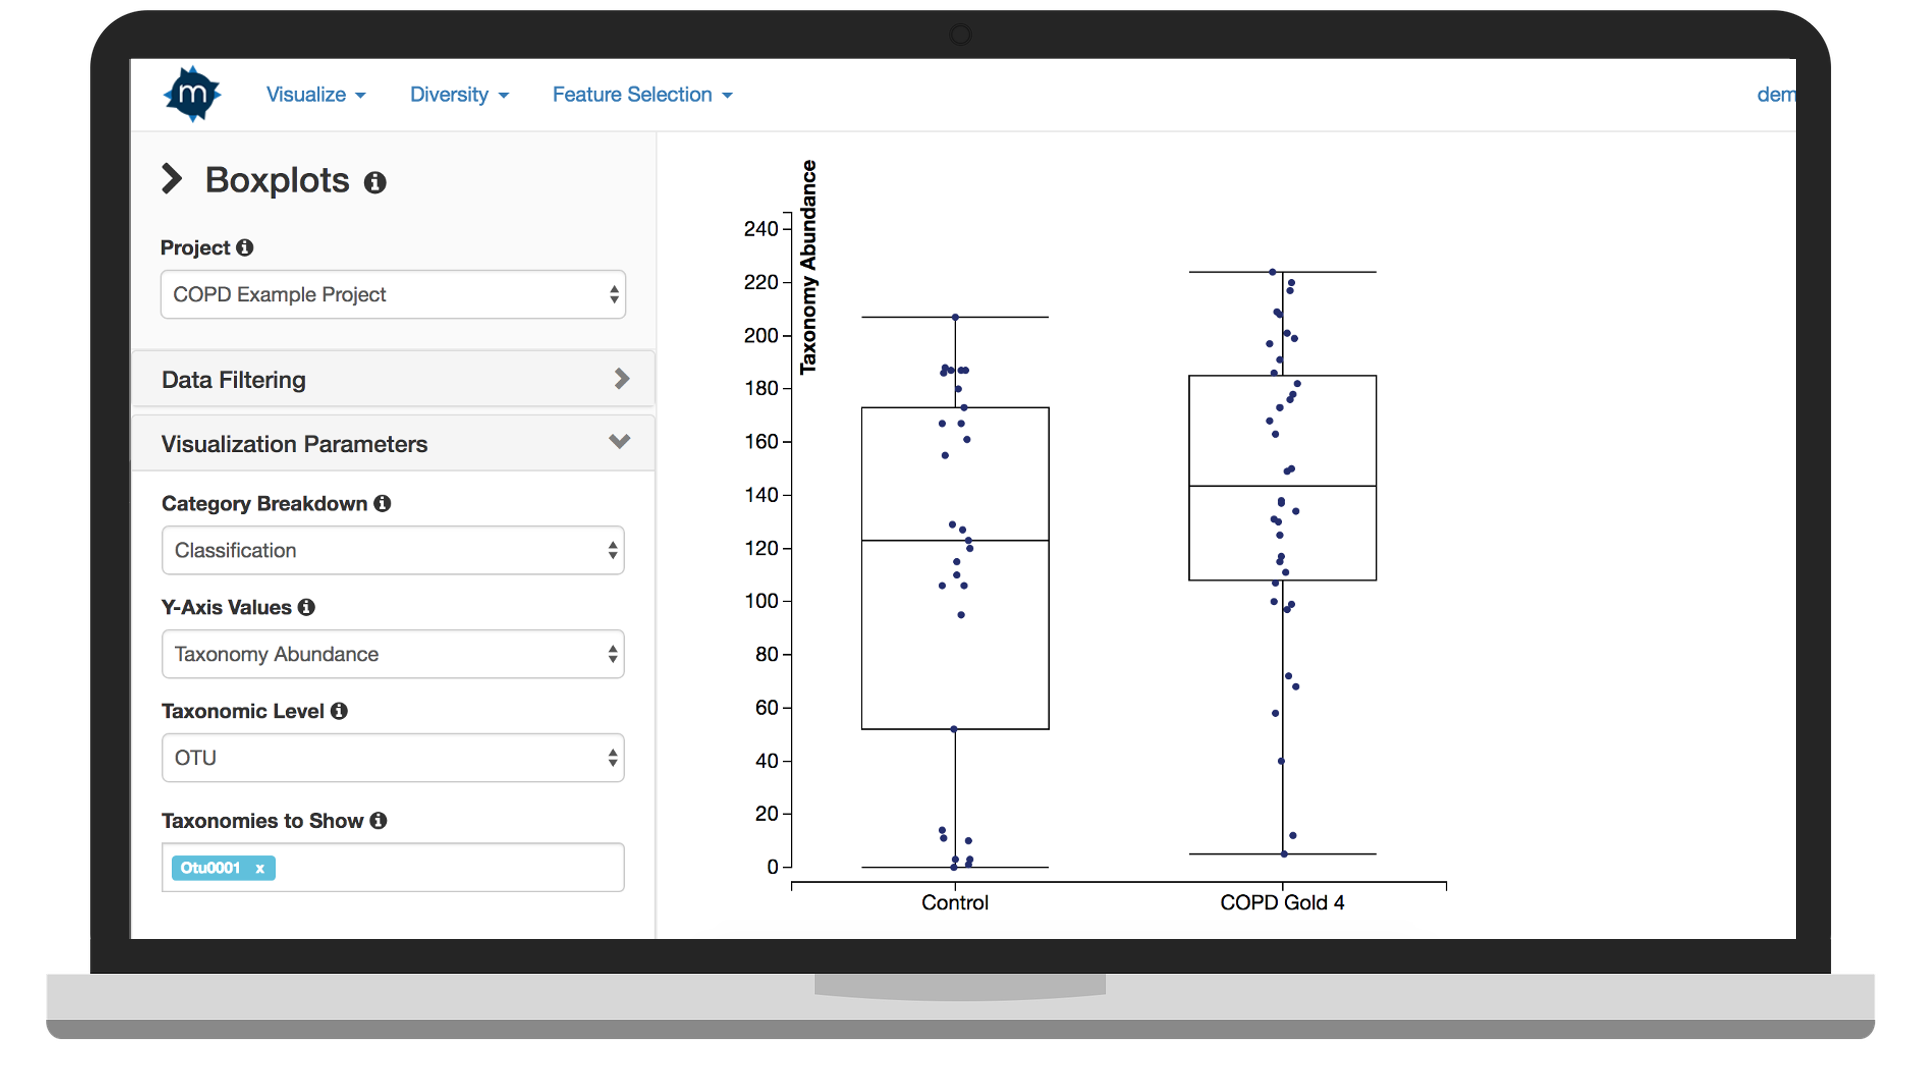 m
Visualize
Diversity
Feature Selection
dem
Boxplots
Project
COPD Example Project
Data Filtering
Visualization Parameters
Category Breakdown
Classification
Y-Axis Values
Taxonomy Abundance
Taxonomic Level
OTU
Taxonomies to Show
Otu0001 x
Taxonomy Abundance
240
220
200
180
160
140
120
100
80
60
40
20
0
Control
COPD Gold 4